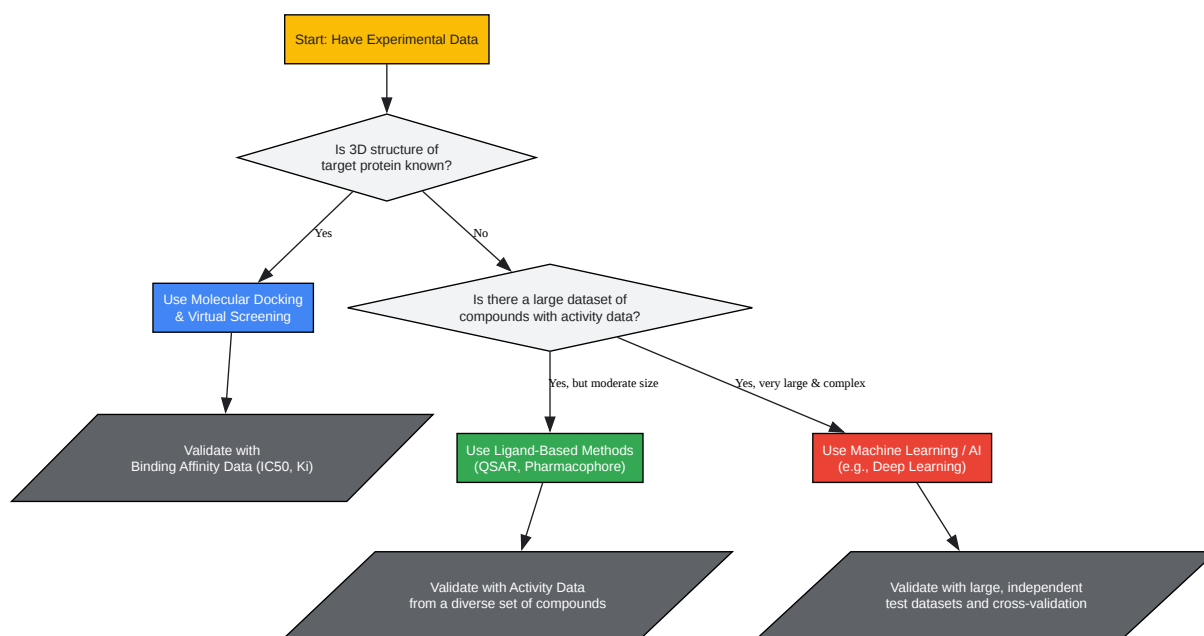 Start: Have Experimental Data
Is 3D structure of
target protein known?
Yes
No
Use Molecular Docking
& Virtual Screening
Is there a large dataset of
compounds with activity data?
Yes, but moderate size
Yes, very large & complex
Validate with
Binding Affinity Data (IC50, Ki)
Use Ligand-Based Methods
(QSAR, Pharmacophore)
Use Machine Learning / AI
(e.g., Deep Learning)
Validate with Activity Data
from a diverse set of compounds
Validate with large, independent
test datasets and cross-validation